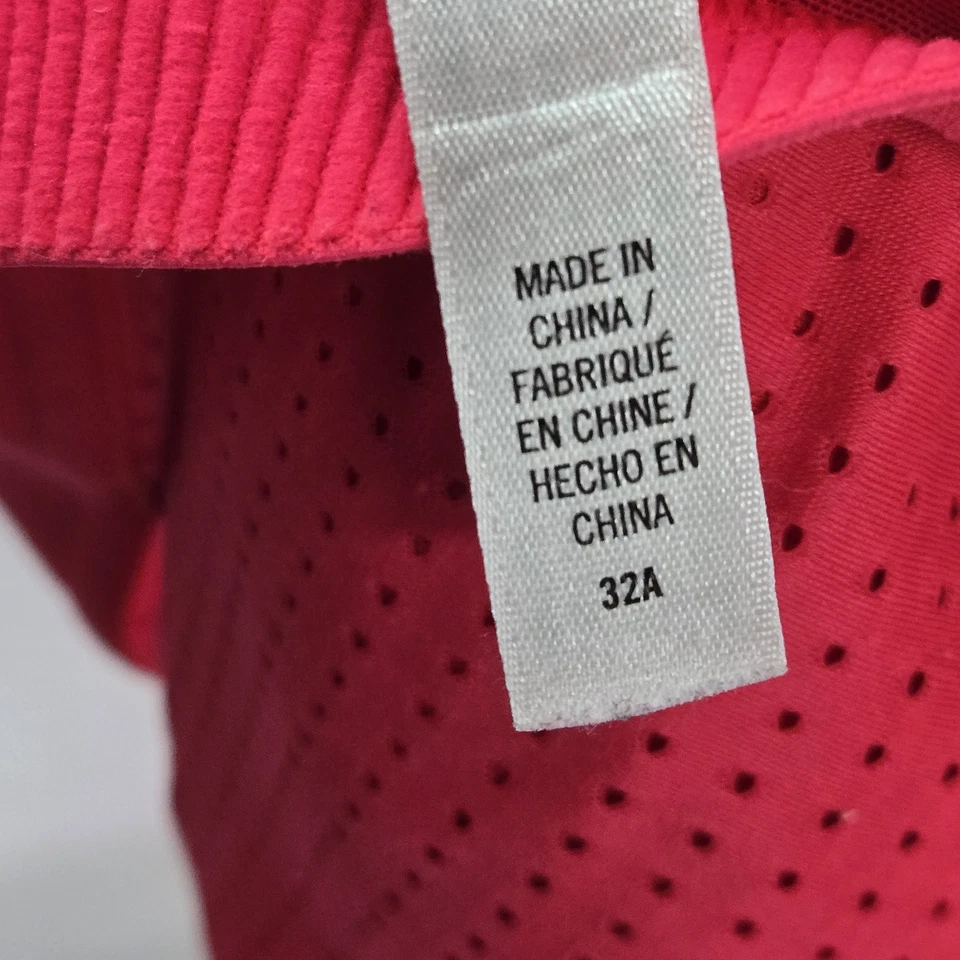 MADE IN
CHINA /
FABRIQUÉ
EN CHINE /
HECHO EN
CHINA
32A